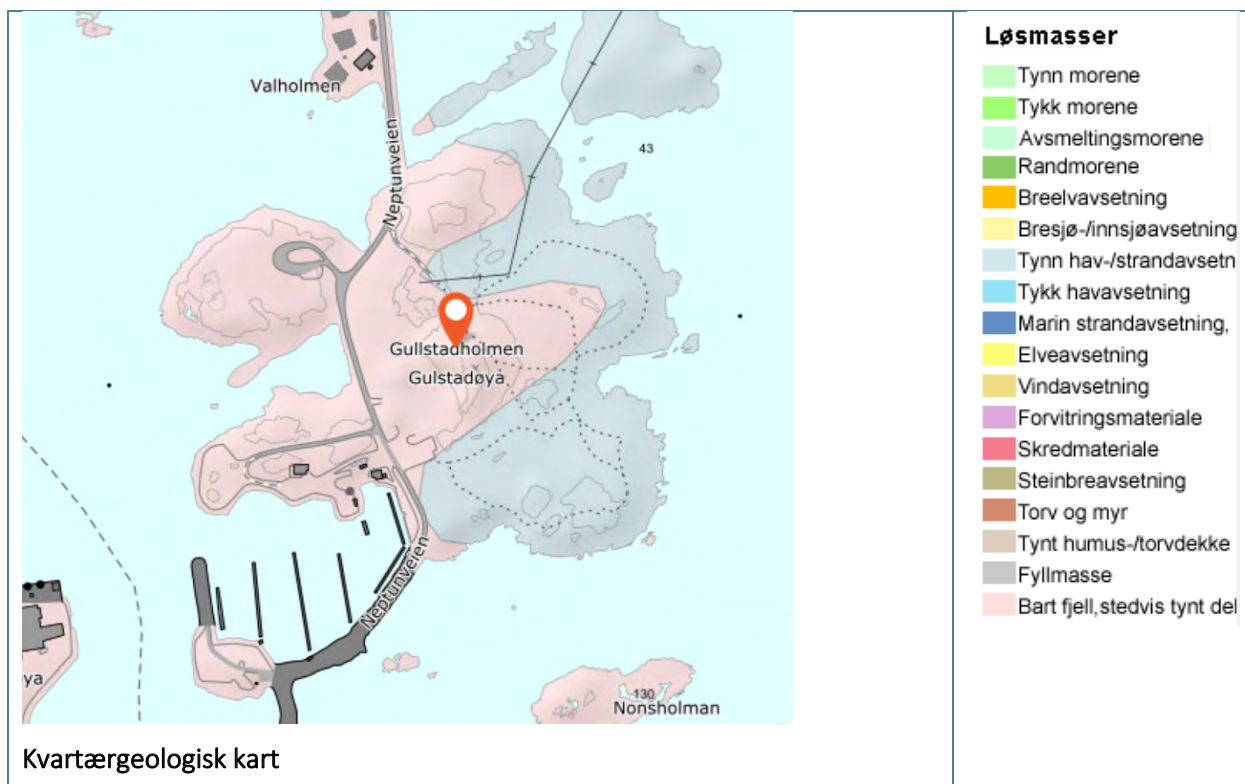 Valholmen
Neptunveien
43
Gullstadholmen
Gulstadøya
Neptunveien
ya
130
Nonsholman
Kvartærgeologisk kart
Løsmasser
Tynn morene
Tykk morene
Avsmeltingsmorene
Randmorene
Breelvavsetning
Bresjø-/innsjøavsetning
Tynn hav-/strandavsetn
Tykk havavsetning
Marin strandavsetning,
Elveavsetning
Vindavsetning
Forvitringsmateriale
Skredmateriale
Steinbreavsetning
Torv og myr
Tynt humus-/torvdekke
Fyllmasse
Bart fjell,stedvis tynt del